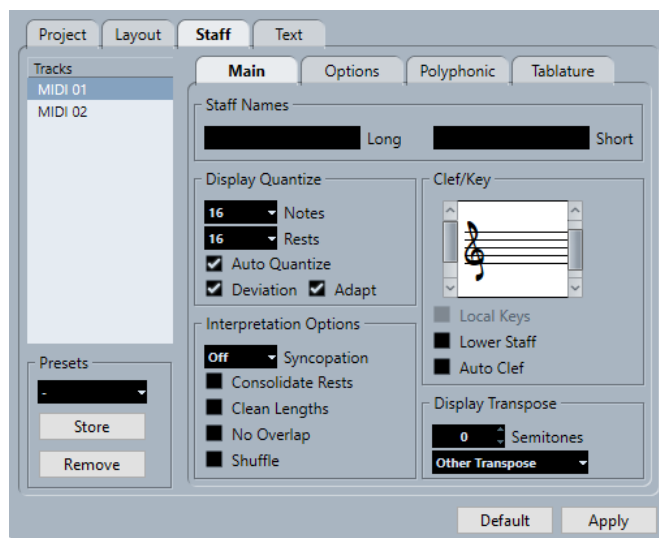 Project Layout Staff Text
Tracks
MIDI 01
MIDI 02
Presets
-
Store
Remove
Main Options Polyphonic Tablature
Staff Names
Long Short
Display Quantize
16 Notes
16 Rests
Auto Quantize
Deviation Adapt
Interpretation Options
Off Syncopation
Consolidate Rests
Clean Lengths
No Overlap
Shuffle
Clef/Key
Local Keys
Lower Staff
Auto Clef
Display Transpose
0 Semitones
Other Transpose
Default Apply